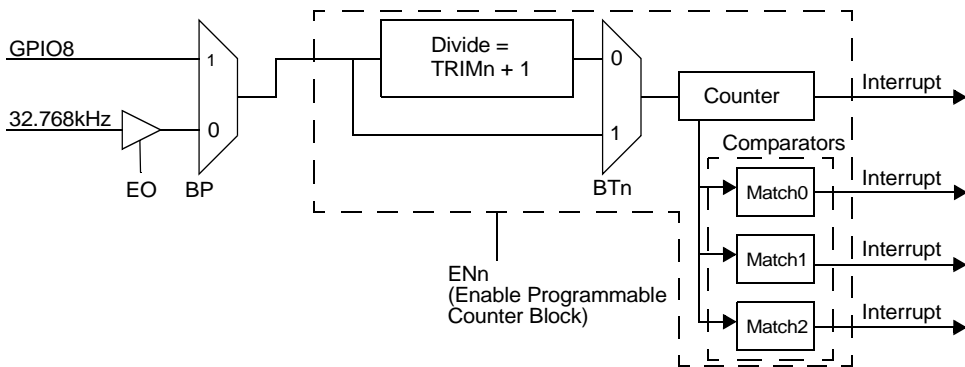 GPIO8
1
32.768kHz
0
EO
BP
Divide =
TRIMn + 1
0
1
BTn
Counter
Interrupt
Comparators
Match0
Interrupt
Match1
Interrupt
Match2
Interrupt
ENn
(Enable Programmable
Counter Block)